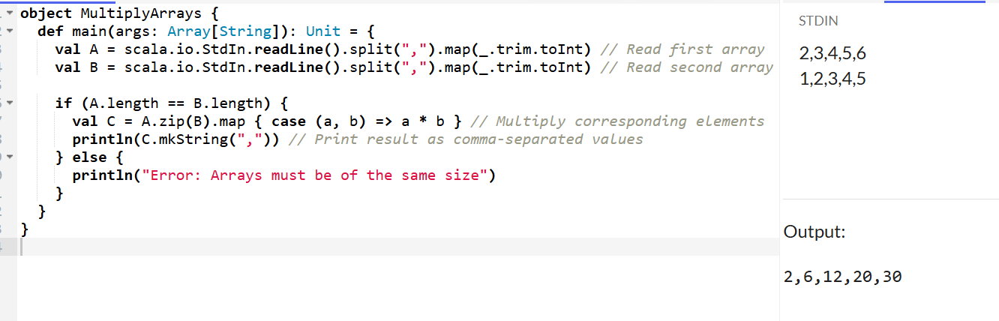 object MultiplyArrays {
  def main(args: Array[String]): Unit = {
    val A = scala.io.StdIn.readLine().split(",").map(_.trim.toInt) // Read first array
    val B = scala.io.StdIn.readLine().split(",").map(_.trim.toInt) // Read second array

    if (A.length == B.length) {
      val C = A.zip(B).map { case (a, b) => a * b } // Multiply corresponding elements
      println(C.mkString(",")) // Print result as comma-separated values
    } else {
      println("Error: Arrays must be of the same size")
    }
  }
}
STDIN
2,3,4,5,6
1,2,3,4,5
Output:
2,6,12,20,30